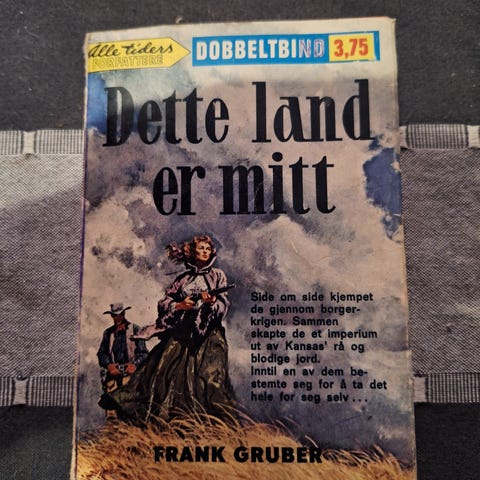 Alle tiders
FORFATTERE
DOBBELTBIND 3,75
Dette land
er mitt
Side om side kjempet
de gjennom borger-
krigen. Sammen
skapte de et imperium
ut av Kansas' rå og
blodige jord.
Inntil en av dem be-
stemte seg for å ta det
hele for seg selv...
FRANK GRUBER